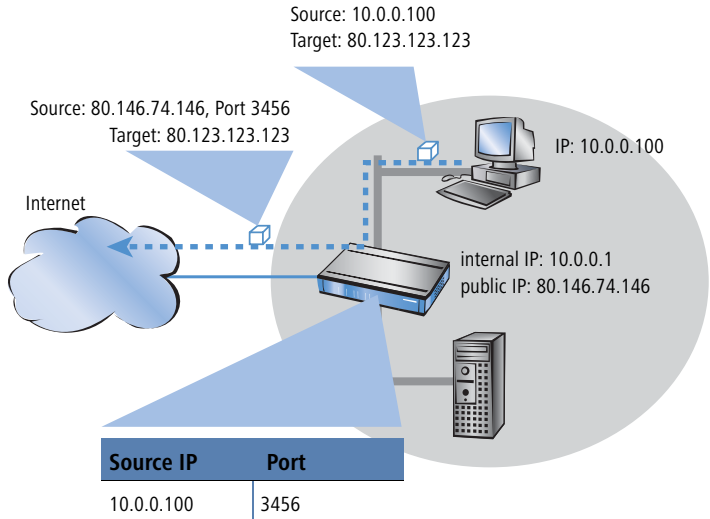 Source: 10.0.0.100
Target: 80.123.123.123
Source: 80.146.74.146, Port 3456
Target: 80.123.123.123
IP: 10.0.0.100
Internet
internal IP: 10.0.0.1
public IP: 80.146.74.146
Source IP Port
10.0.0.100 3456